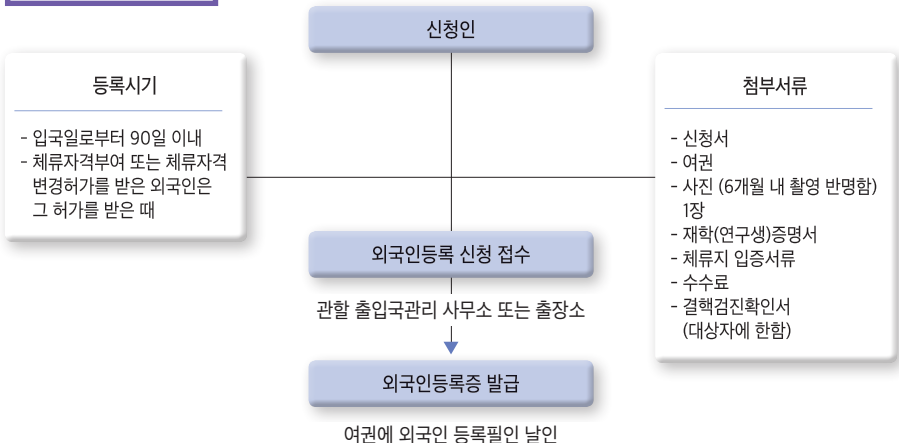 신청인
등록시기
- 입국일로부터 90일 이내
- 체류자격부여 또는 체류자격
변경허가를 받은 외국인은
그 허가를 받은 때
첨부서류
- 신청서
- 여권
- 사진 (6개월 내 촬영 반명함)
1장
- 재학(연구생)증명서
- 체류지 입증서류
- 수수료
- 결핵검진확인서
(대상자에 한함)
외국인등록 신청 접수
관할 출입국관리 사무소 또는 출장소
외국인등록증 발급
여권에 외국인 등록필인 날인